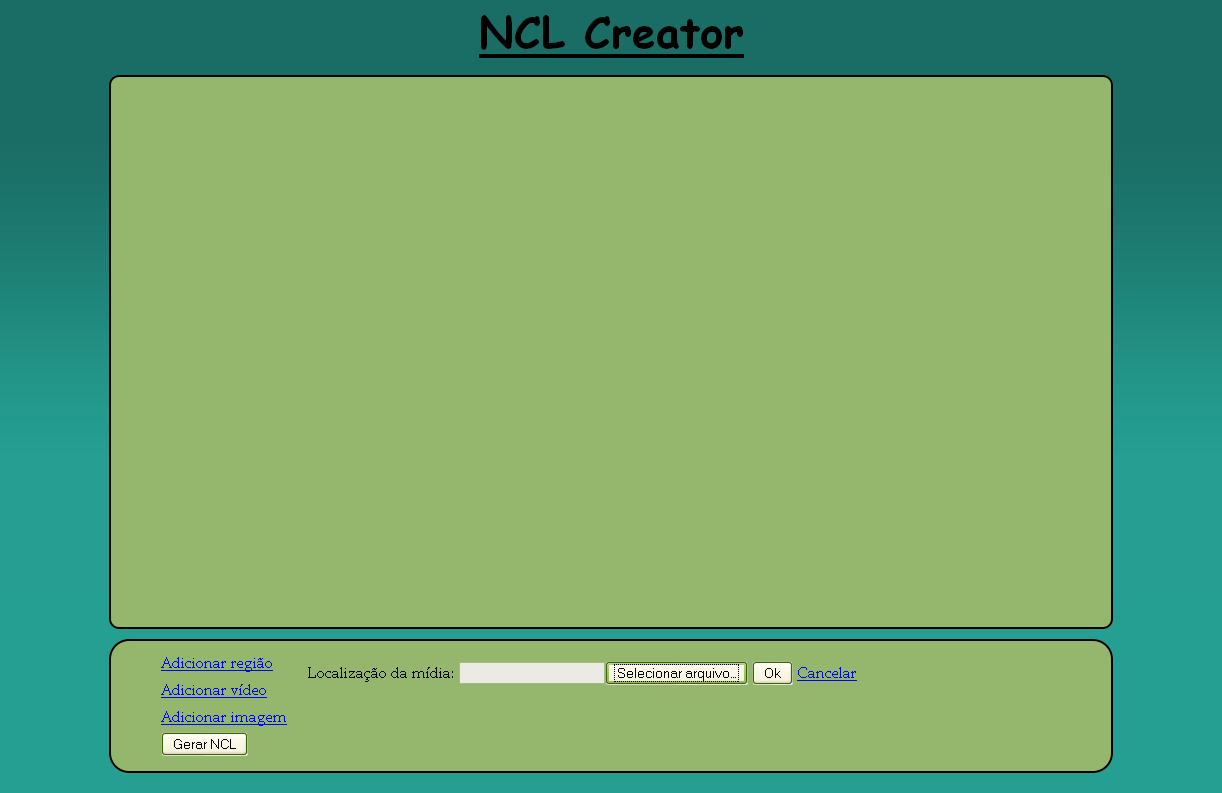 NCL Creator
Adicionar região
Localização da mídia: Selecionar arquivo... Ok Cancelar
Adicionar vídeo
Adicionar imagem
Gerar NCL